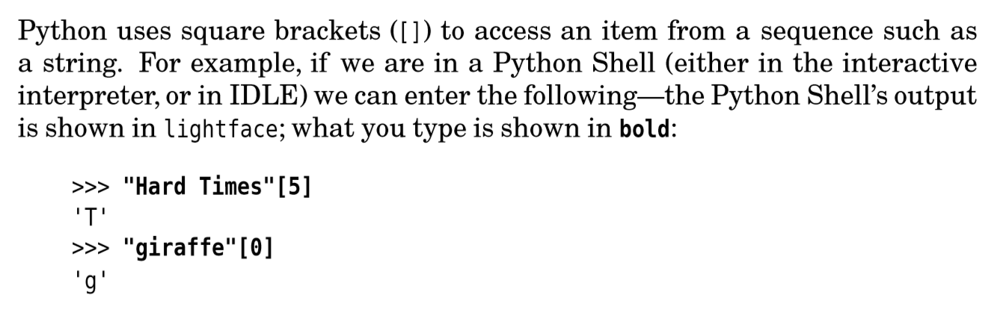 Python uses square brackets ([]) to access an item from a sequence such as
a string. For example, if we are in a Python Shell (either in the interactive
interpreter, or in IDLE) we can enter the following—the Python Shell’s output
is shown in lightface; what you type is shown in bold:
>>> "Hard Times"[5]
'T'
>>> "giraffe"[0]
'g'